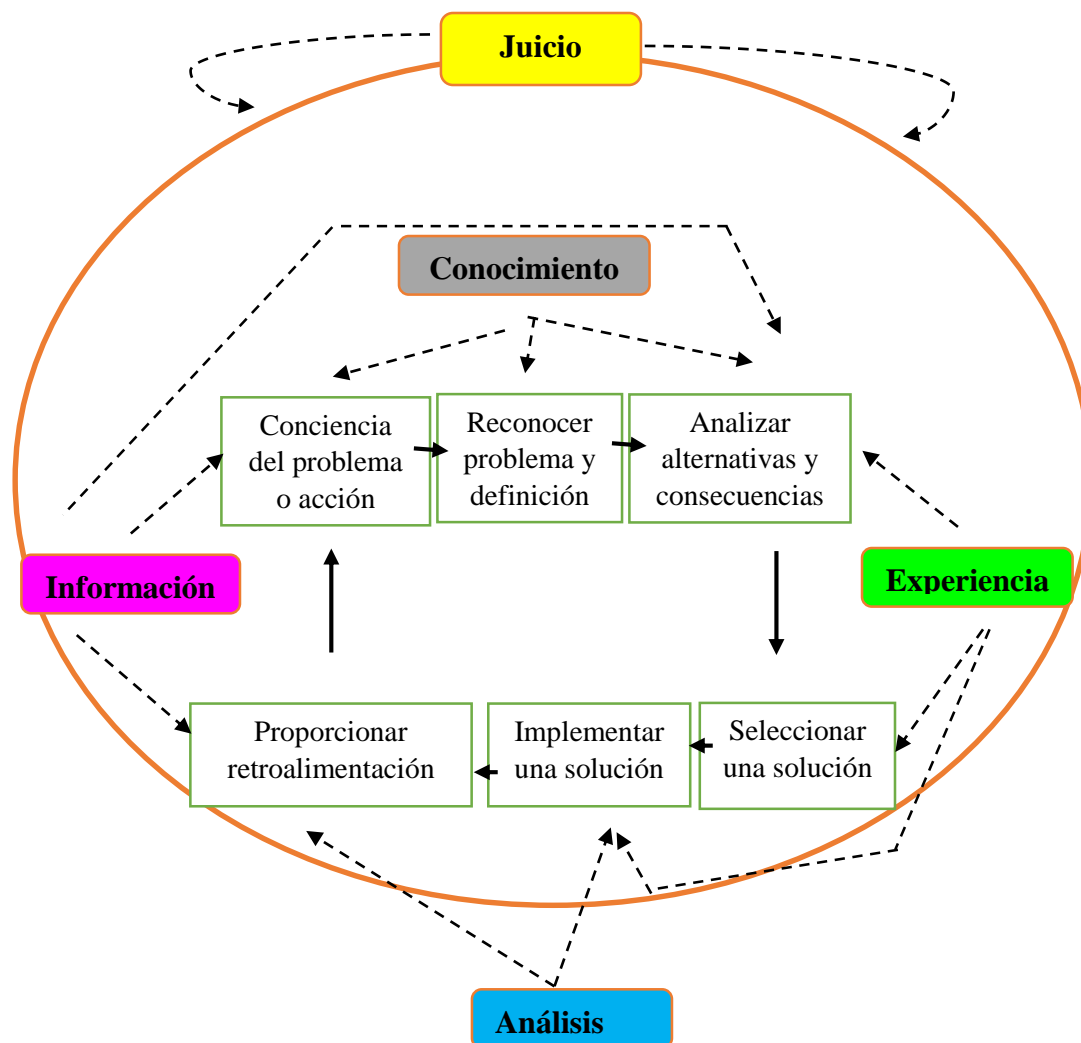 Juicio
Conocimiento
Conciencia
del problema
o acción
Reconocer
problema y
definición
Analizar
alternativas y
consecuencias
Información
Experiencia
Proporcionar
retroalimentación
Implementar
una solución
Seleccionar
una solución
Análisis